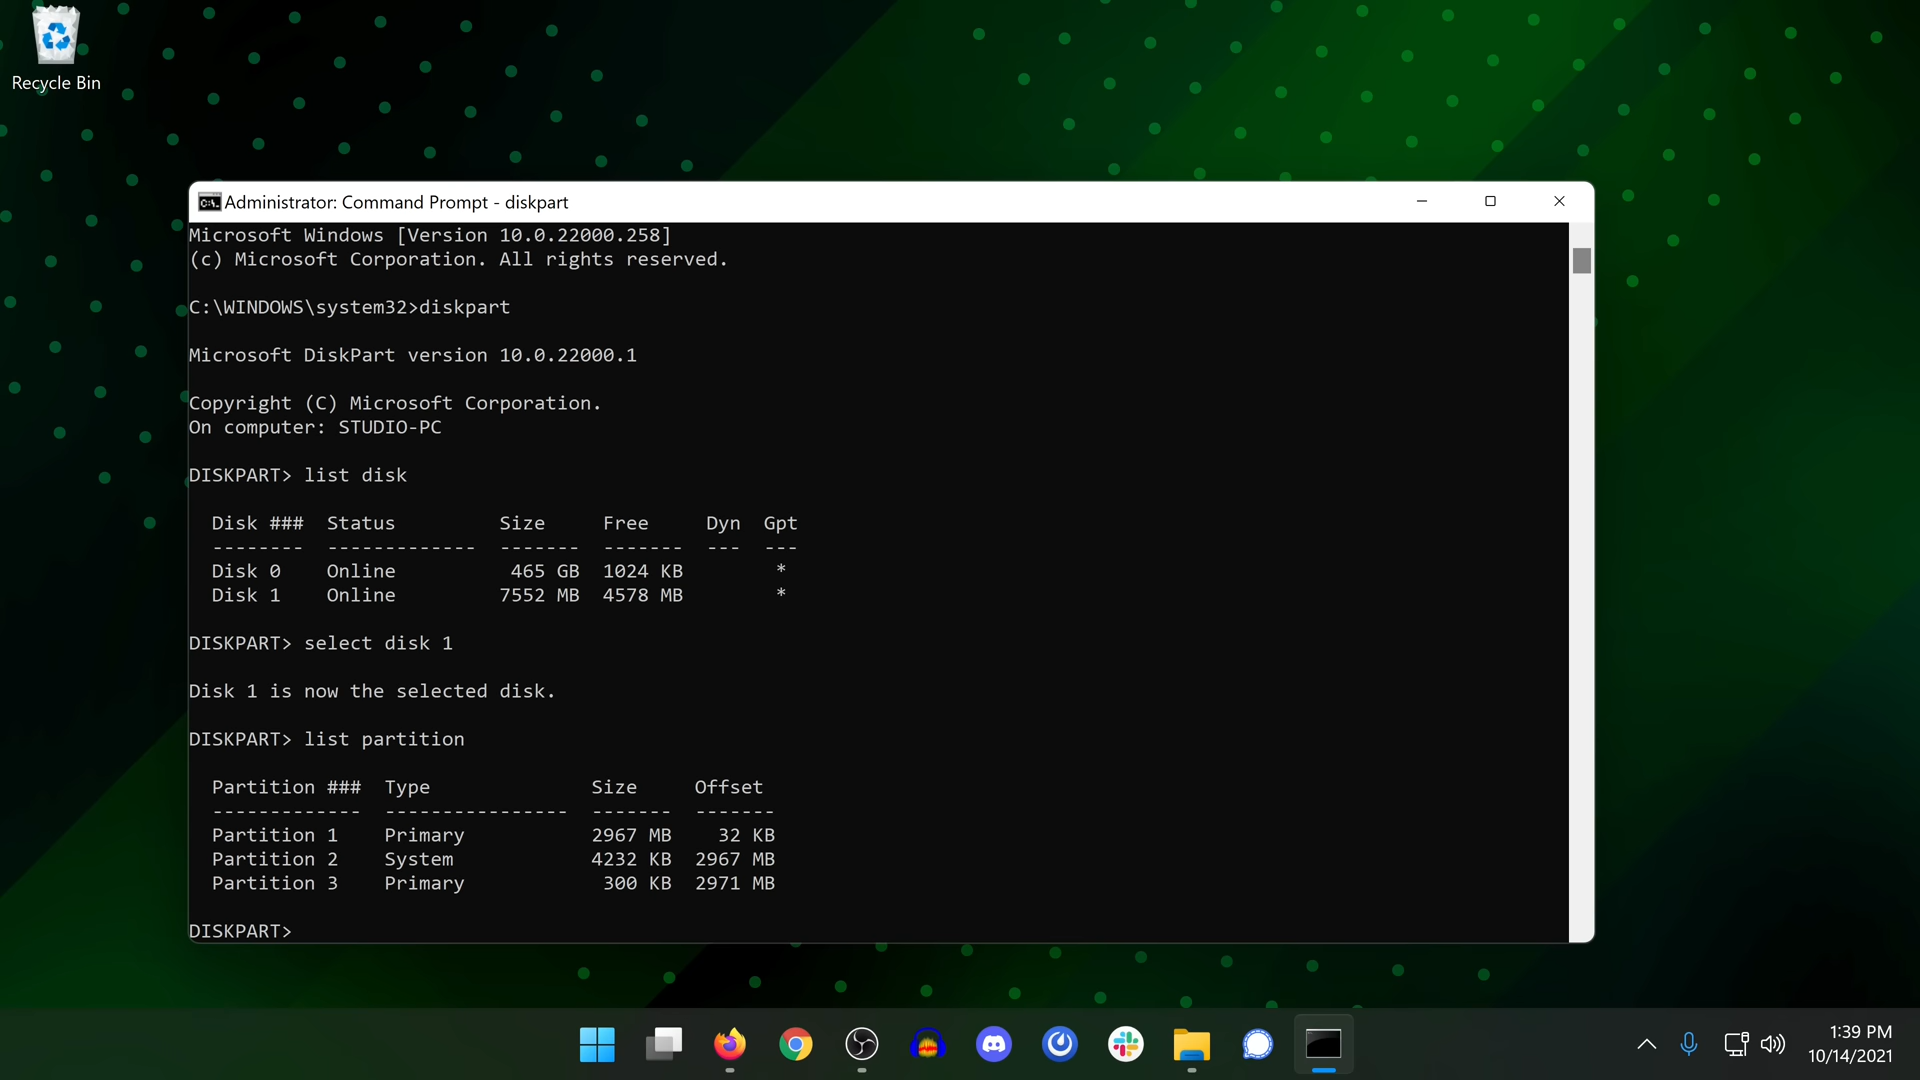 Recycle Bin
Administrator: Command Prompt - diskpart
Microsoft Windows [Version 10.0.22000.258]
(c) Microsoft Corporation. All rights reserved.
C:\WINDOWS\system32>diskpart
Microsoft DiskPart version 10.0.22000.1
Copyright (C) Microsoft Corporation.
On computer: STUDIO-PC
DISKPART> list disk
  Disk ###  Status         Size     Free     Dyn  Gpt
  --------  -------------  -------  -------  ---  ---
  Disk 0    Online          465 GB  1024 KB        *
  Disk 1    Online         7552 MB  4578 MB        *
DISKPART> select disk 1
Disk 1 is now the selected disk.
DISKPART> list partition
  Partition ###  Type              Size     Offset
  -------------  ----------------  -------  -------
  Partition 1    Primary           2967 MB    32 KB
  Partition 2    System            4232 KB  2967 MB
  Partition 3    Primary            300 KB  2971 MB
DISKPART>
1:39 PM
10/14/2021